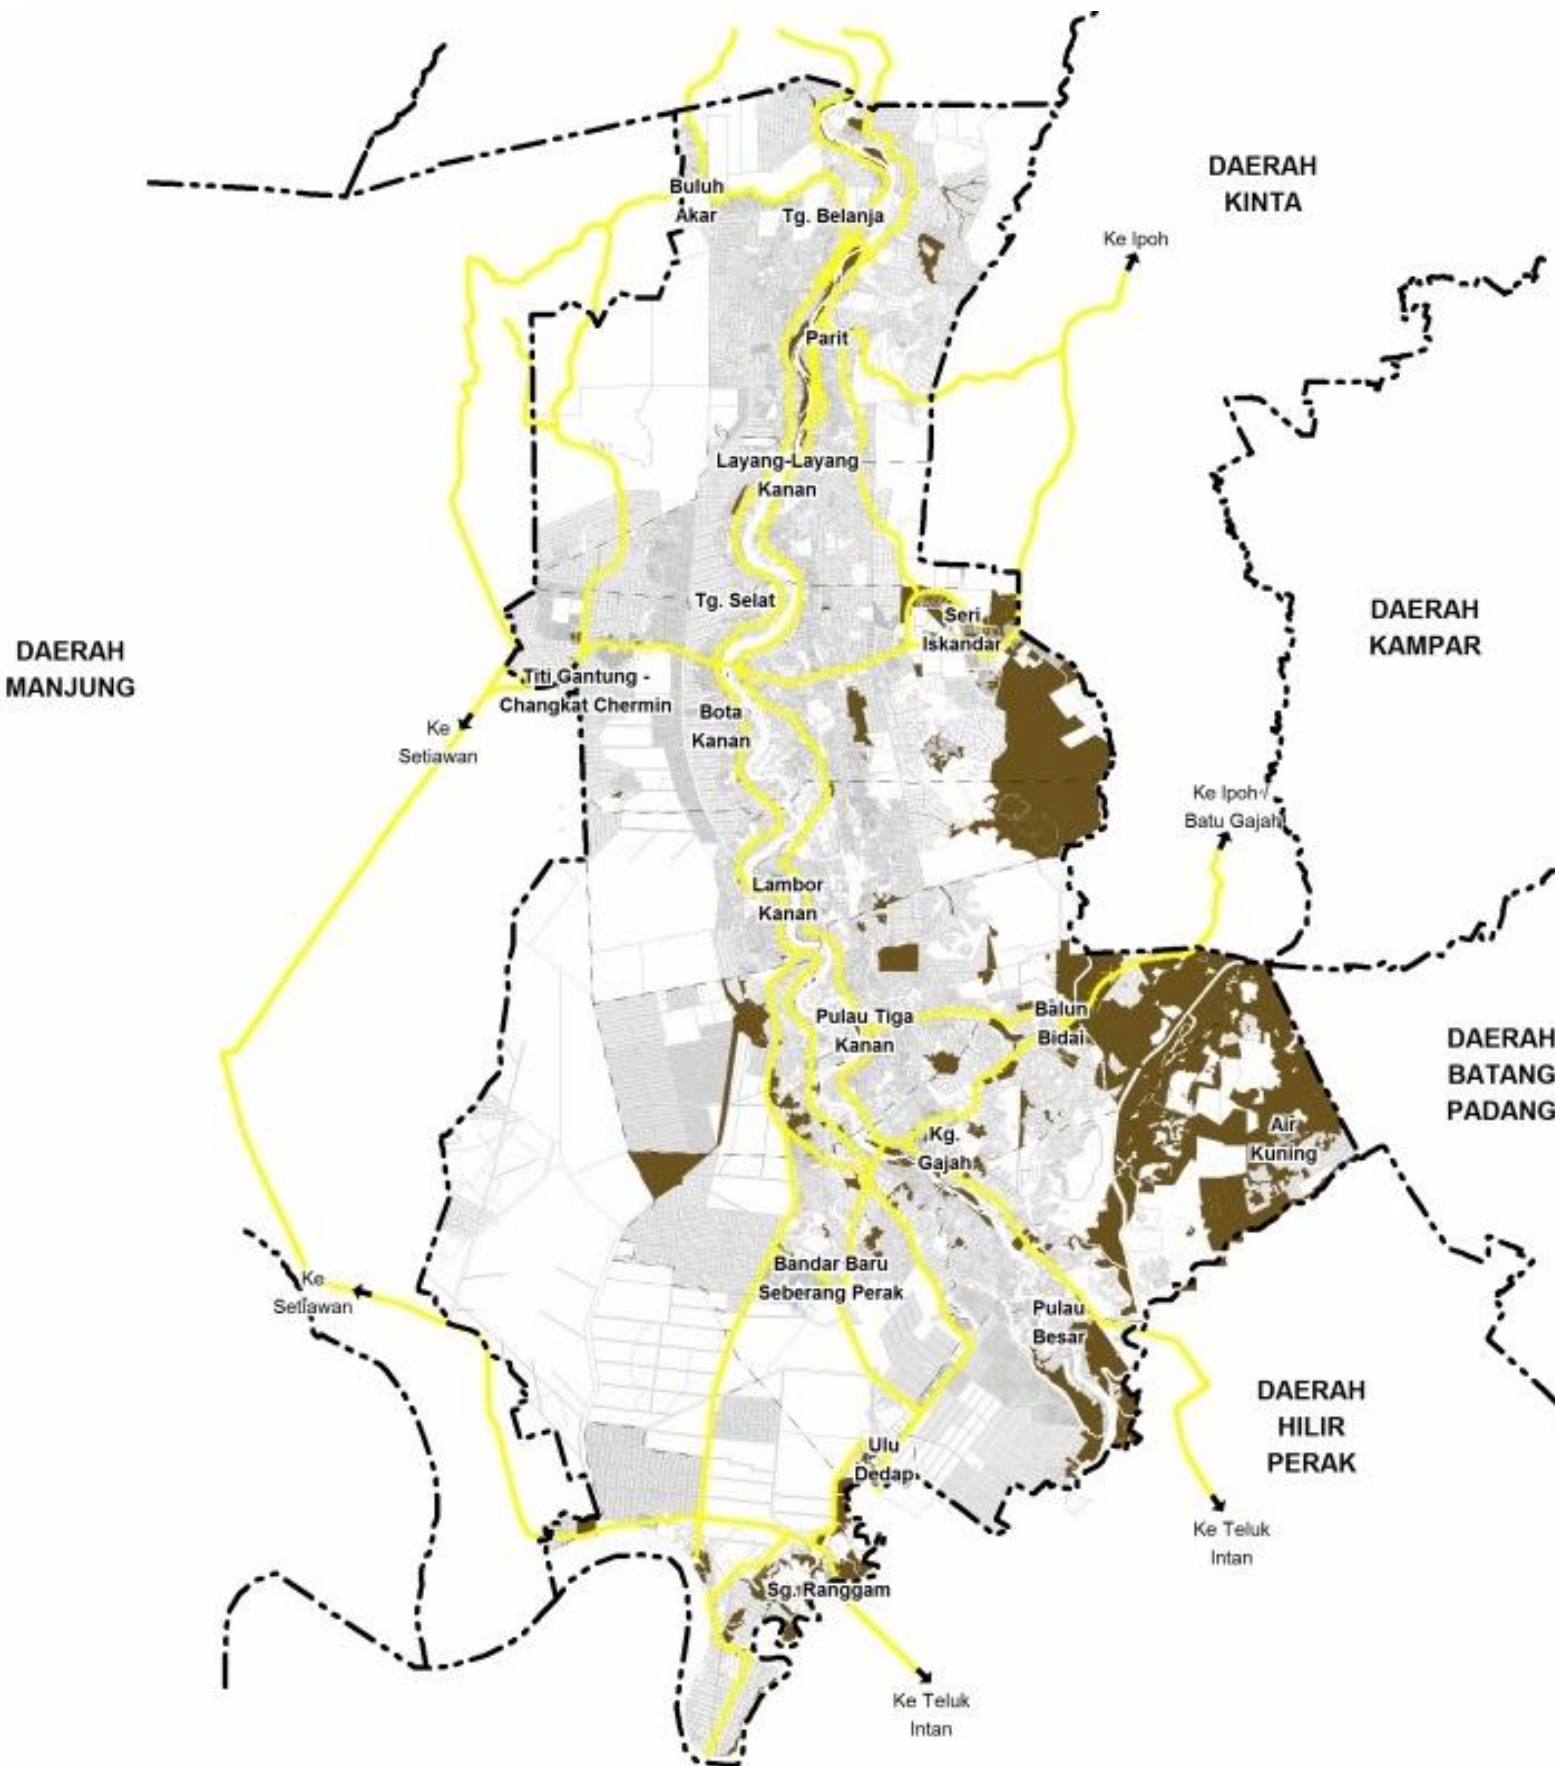 DAERAH
KINTA
Buluh
Akar
Tg. Belanja
Ke Ipoh
Parit
Layang-Layang
Kanan
Tg. Selat
Seri
Iskandar
DAERAH
KAMPAR
DAERAH
MANJUNG
Titi Gantung -
Changkat Chermin
Bota
Kanan
Ke
Setiawan
Ke Ipoh /
Batu Gajah
Lambor
Kanan
Pulau Tiga
Kanan
Balun
Bidai
DAERAH
BATANG
PADANG
Kg.
Gajah
Air
Kuning
Bandar Baru
Seberang Perak
Ke
Setiawan
Pulau
Besar
DAERAH
HILIR
PERAK
Ulu
Dedap
Ke Teluk
Intan
Sg. Ranggam
Ke Teluk
Intan